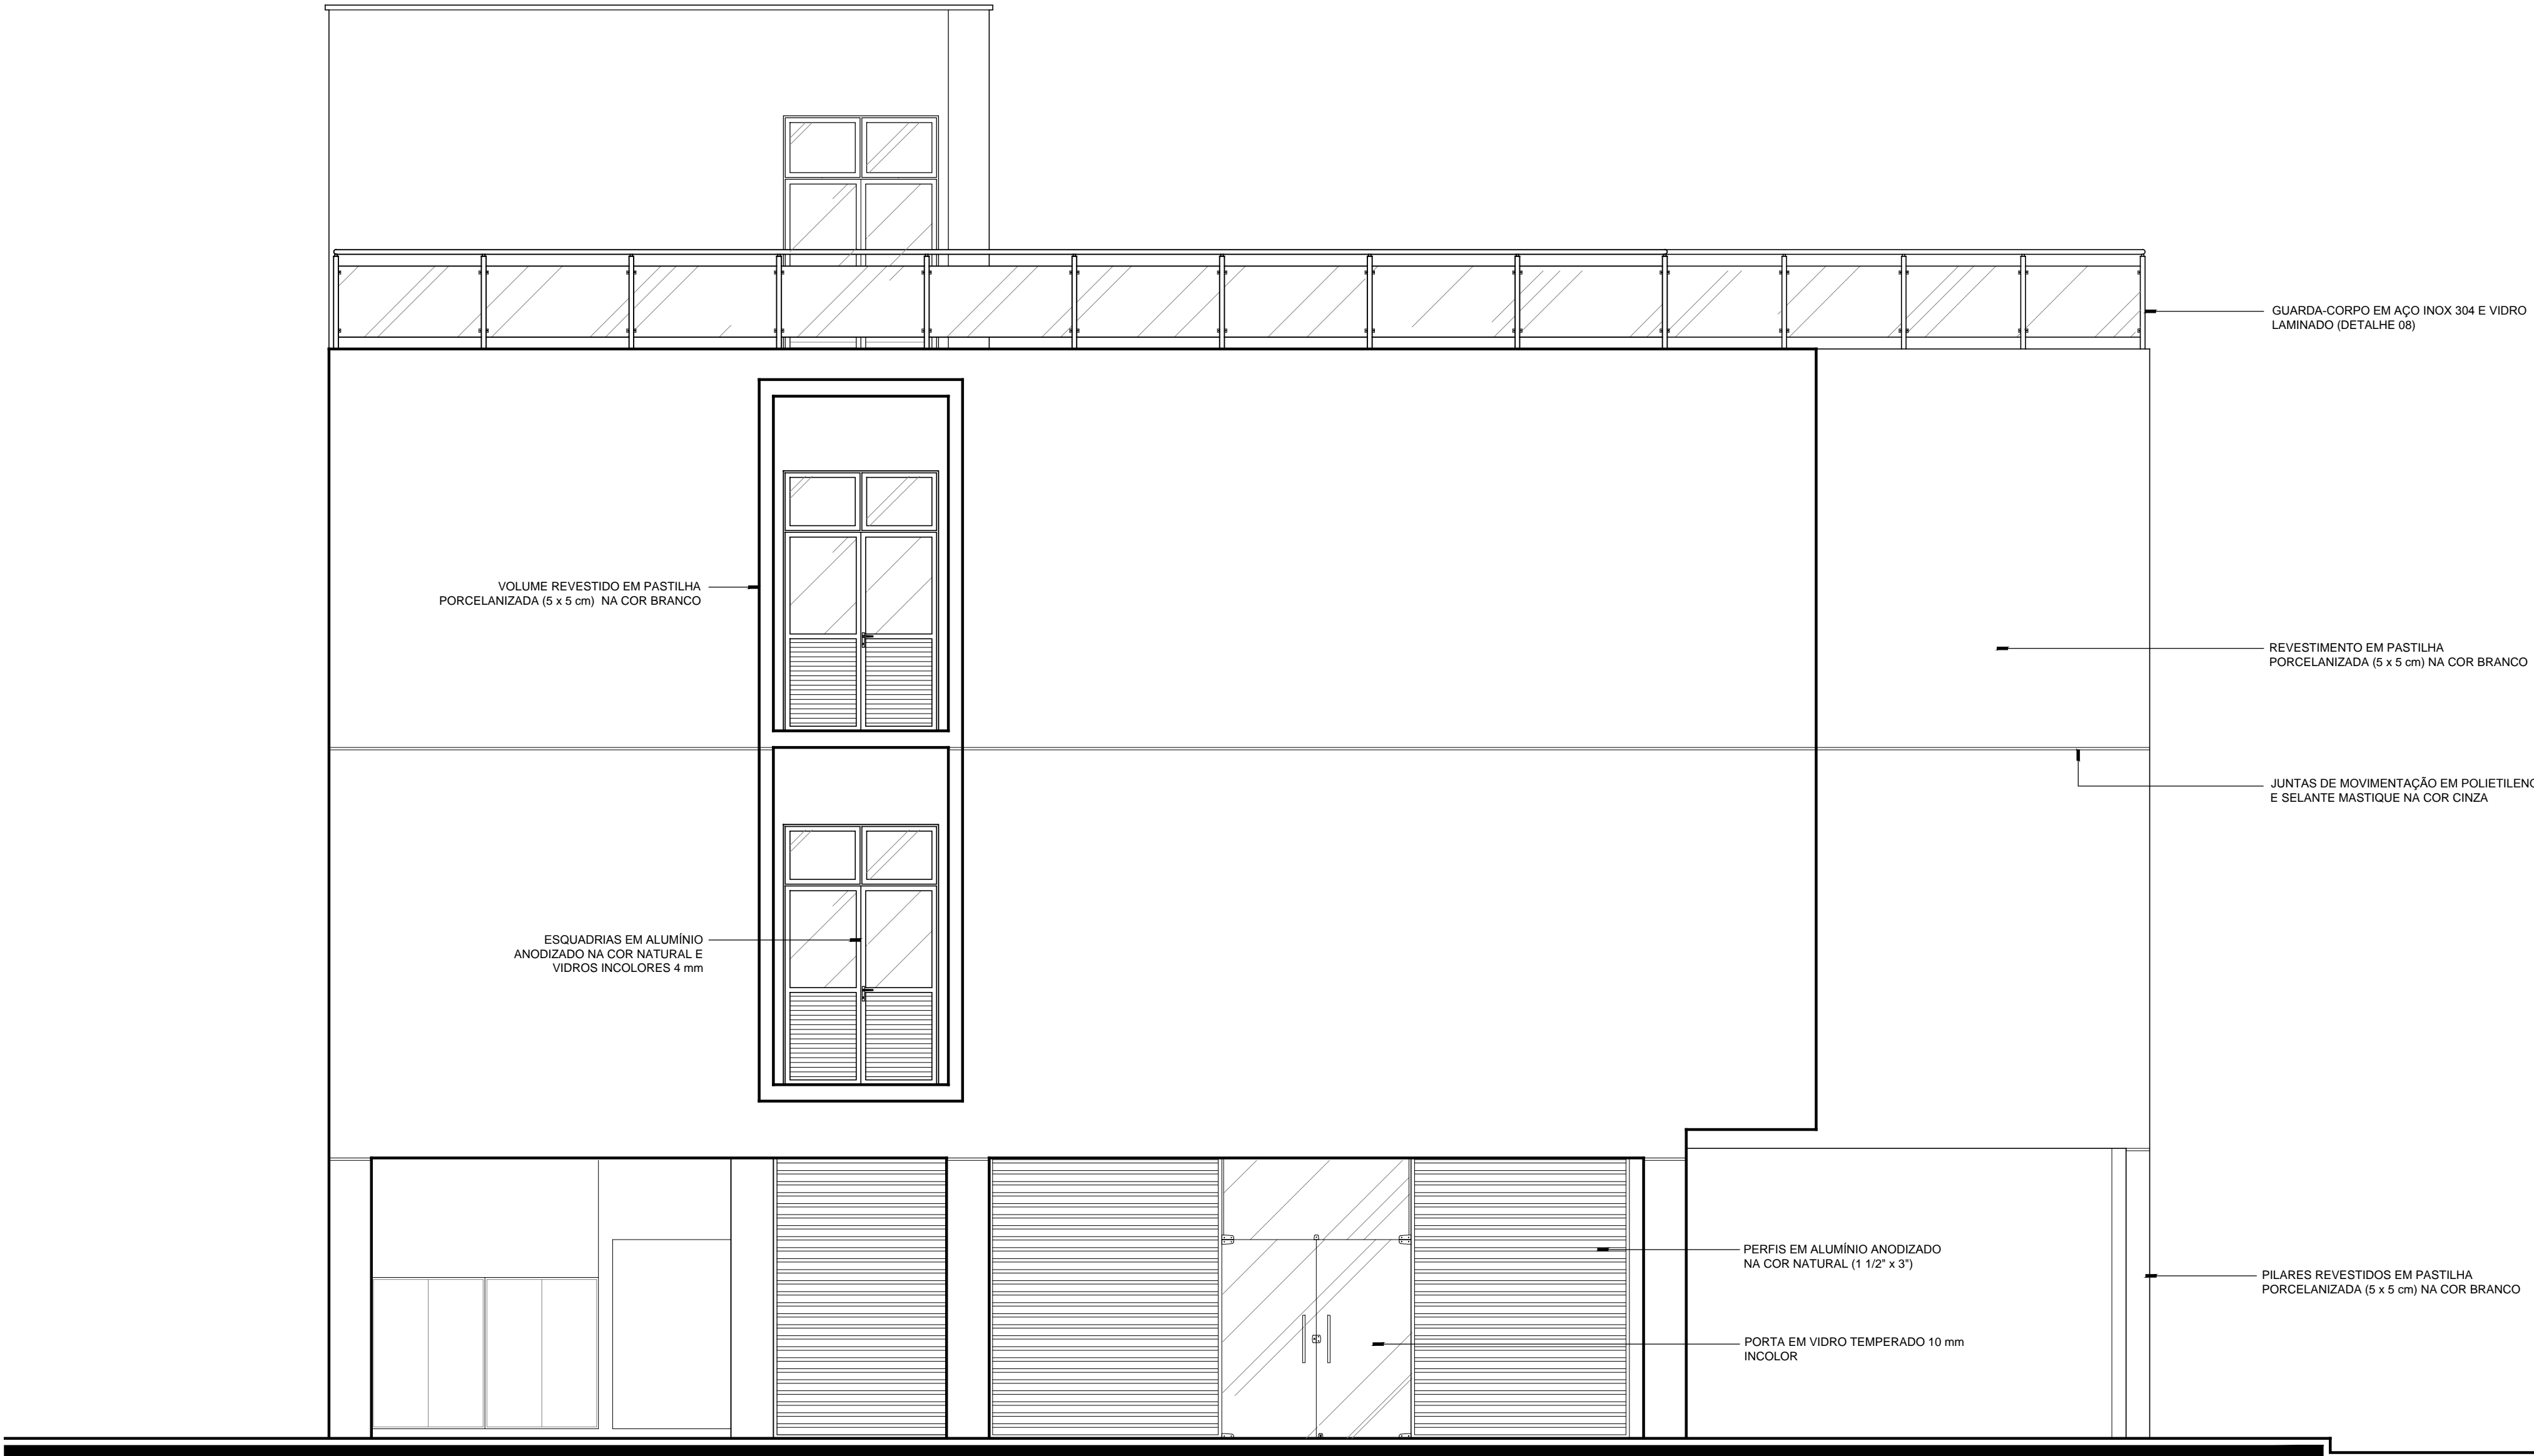 GUARDA-CORPO EM AÇO INOX 304 E VIDRO
LAMINADO (DETALHE 08)
VOLUME REVESTIDO EM PASTILHA
PORCELANIZADA (5 x 5 cm) NA COR BRANCO
REVESTIMENTO EM PASTILHA
PORCELANIZADA (5 x 5 cm) NA COR BRANCO
JUNTAS DE MOVIMENTAÇÃO EM POLIETILENO
E SELANTE MASTIQUE NA COR CINZA
ESQUADRIAS EM ALUMÍNIO
ANODIZADO NA COR NATURAL E
VIDROS INCOLORES 4 mm
PERFIS EM ALUMÍNIO ANODIZADO
NA COR NATURAL (1 1/2" x 3")
PILARES REVESTIDOS EM PASTILHA
PORCELANIZADA (5 x 5 cm) NA COR BRANCO
PORTA EM VIDRO TEMPERADO 10 mm
INCOLOR